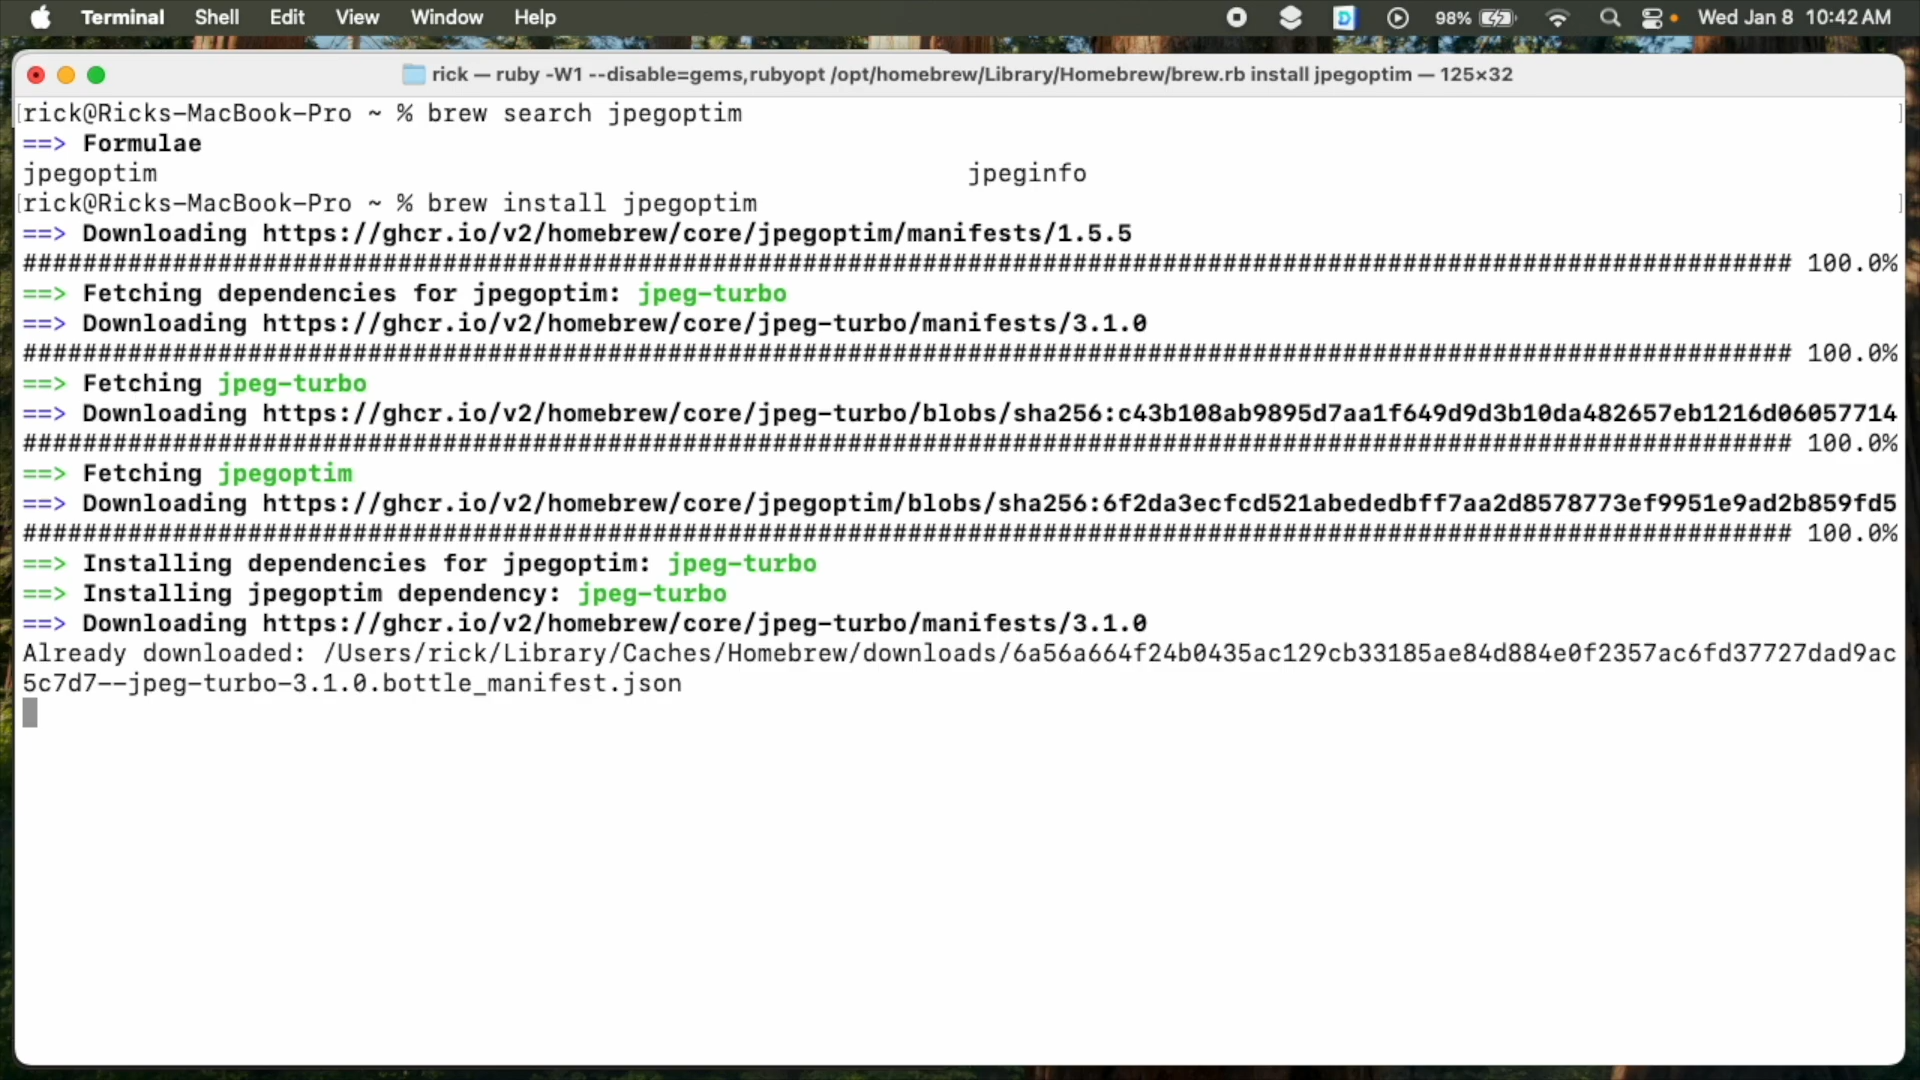 Terminal Shell Edit View Window Help D 98% Wed Jan 8 10:42 AM
rick — ruby -W1 --disable=gems,rubyopt /opt/homebrew/Library/Homebrew/brew.rb install jpegoptim — 125×32
[rick@Ricks-MacBook-Pro ~ % brew search jpegoptim ]
==> Formulae
jpegoptim jpeginfo
[rick@Ricks-MacBook-Pro ~ % brew install jpegoptim ]
==> Downloading https://ghcr.io/v2/homebrew/core/jpegoptim/manifests/1.5.5
###################################################################################################################### 100.0%
==> Fetching dependencies for jpegoptim: jpeg-turbo
==> Downloading https://ghcr.io/v2/homebrew/core/jpeg-turbo/manifests/3.1.0
###################################################################################################################### 100.0%
==> Fetching jpeg-turbo
==> Downloading https://ghcr.io/v2/homebrew/core/jpeg-turbo/blobs/sha256:c43b108ab9895d7aa1f649d9d3b10da482657eb1216d06057714
###################################################################################################################### 100.0%
==> Fetching jpegoptim
==> Downloading https://ghcr.io/v2/homebrew/core/jpegoptim/blobs/sha256:6f2da3ecfcd521abededbff7aa2d8578773ef9951e9ad2b859fd5
###################################################################################################################### 100.0%
==> Installing dependencies for jpegoptim: jpeg-turbo
==> Installing jpegoptim dependency: jpeg-turbo
==> Downloading https://ghcr.io/v2/homebrew/core/jpeg-turbo/manifests/3.1.0
Already downloaded: /Users/rick/Library/Caches/Homebrew/downloads/6a56a664f24b0435ac129cb33185ae84d884e0f2357ac6fd37727dad9ac
5c7d7--jpeg-turbo-3.1.0.bottle_manifest.json